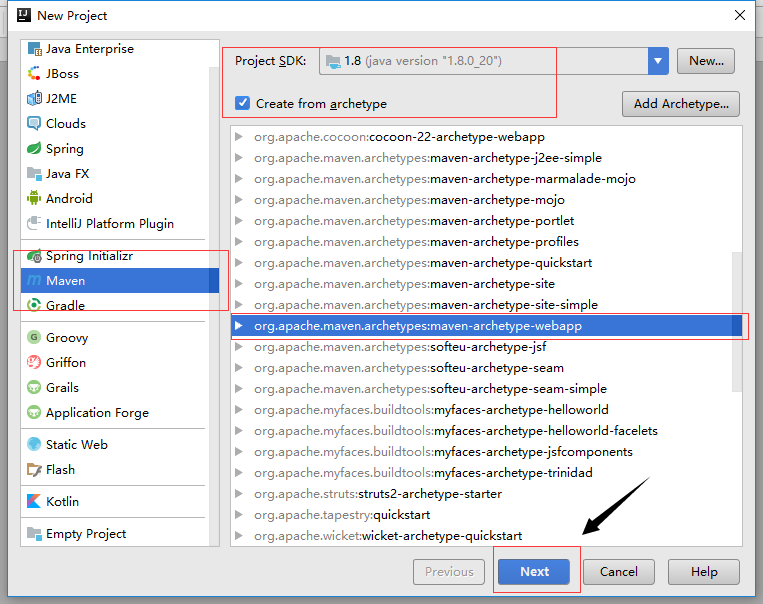 New Project
Java Enterprise
JBoss
J2ME
Clouds
Spring
Java FX
Android
IntelliJ Platform Plugin
Spring Initializr
Maven
Gradle
Groovy
Griffon
Grails
Application Forge
Static Web
Flash
Kotlin
Empty Project
Project SDK: 1.8 (java version "1.8.0_20") New...
Create from archetype Add Archetype...
org.apache.cocoon:cocoon-22-archetype-webapp
org.apache.maven.archetypes:maven-archetype-j2ee-simple
org.apache.maven.archetypes:maven-archetype-marmalade-mojo
org.apache.maven.archetypes:maven-archetype-mojo
org.apache.maven.archetypes:maven-archetype-portlet
org.apache.maven.archetypes:maven-archetype-profiles
org.apache.maven.archetypes:maven-archetype-quickstart
org.apache.maven.archetypes:maven-archetype-site
org.apache.maven.archetypes:maven-archetype-site-simple
org.apache.maven.archetypes:maven-archetype-webapp
org.apache.maven.archetypes:softeu-archetype-jsf
org.apache.maven.archetypes:softeu-archetype-seam
org.apache.maven.archetypes:softeu-archetype-seam-simple
org.apache.myfaces.buildtools:myfaces-archetype-helloworld
org.apache.myfaces.buildtools:myfaces-archetype-helloworld-facelets
org.apache.myfaces.buildtools:myfaces-archetype-jsfcomponents
org.apache.myfaces.buildtools:myfaces-archetype-trinidad
org.apache.struts:struts2-archetype-starter
org.apache.tapestry:quickstart
org.apache.wicket:wicket-archetype-quickstart
Previous Next Cancel Help